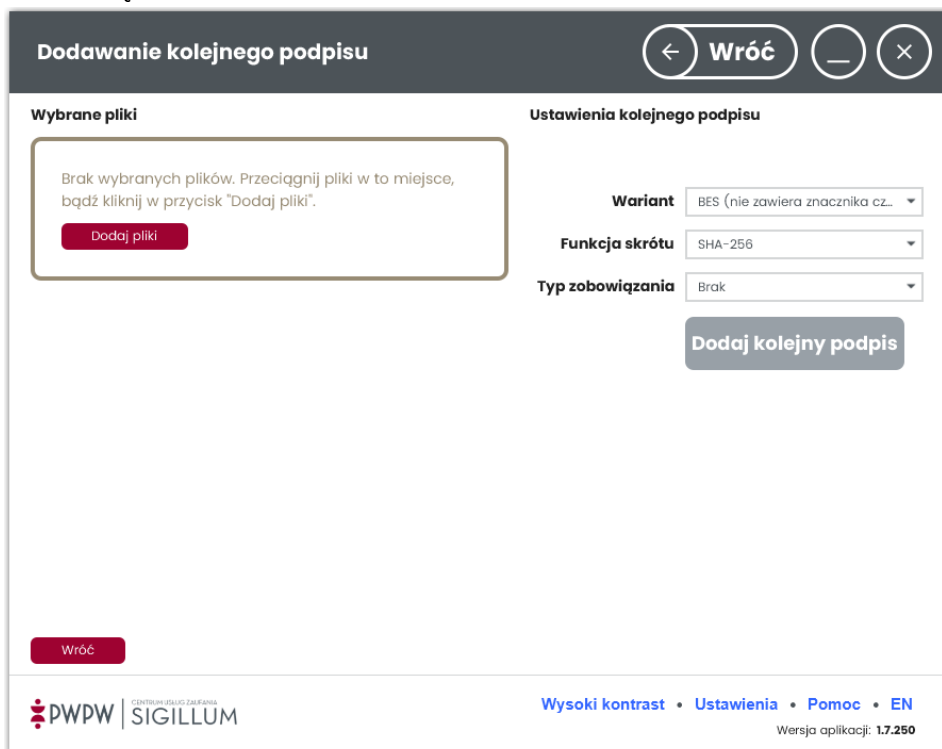 Dodawanie kolejnego podpisu
Wróć
Wybrane pliki
Ustawienia kolejnego podpisu
Brak wybranych plików. Przeciągnij pliki w to miejsce,
bądź kliknij w przycisk "Dodaj pliki".
Dodaj pliki
Wariant
BES (nie zawiera znacznika cz...
Funkcja skrótu
SHA-256
Typ zobowiązania
Brak
Dodaj kolejny podpis
Wróć
PWPW
CENTRUM USŁUG ZAUFANIA
SIGILLUM
Wysoki kontrast • Ustawienia • Pomoc • EN
Wersja aplikacji: 1.7.250